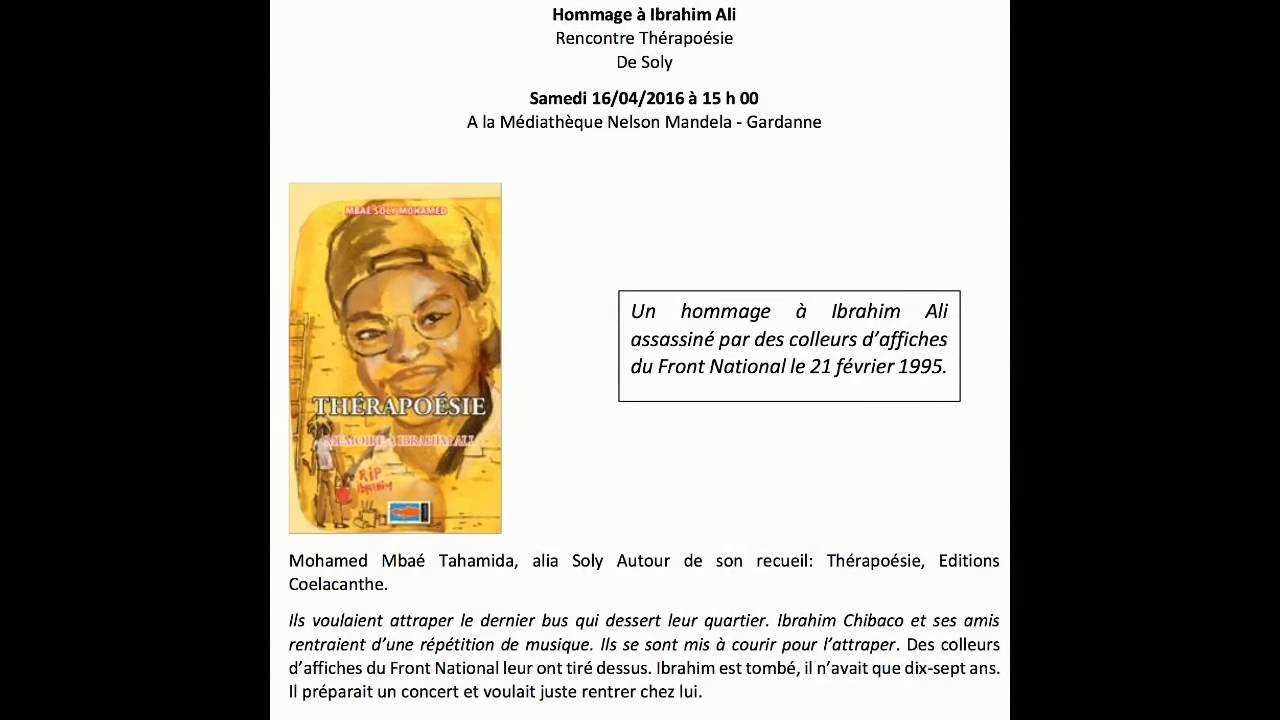 Hommage à Ibrahim Ali
Rencontre Thérapoésie
De Soly
Samedi 16/04/2016 à 15 h 00
A la Médiathèque Nelson Mandela - Gardanne
MBAÉ SOLY MOHAMED
THÉRAPOÉSIE
MÉMOIRE À IBRAHIM ALI
RIP
Ibrahim
Un hommage à Ibrahim Ali
assassiné par des colleurs d’affiches
du Front National le 21 février 1995.
Mohamed Mbaé Tahamida, alia Soly Autour de son recueil: Thérapoésie, Editions
Coelacanthe.
Ils voulaient attraper le dernier bus qui dessert leur quartier. Ibrahim Chibaco et ses amis
rentraient d’une répétition de musique. Ils se sont mis à courir pour l’attraper. Des colleurs
d’affiches du Front National leur ont tiré dessus. Ibrahim est tombé, il n’avait que dix-sept ans.
Il préparait un concert et voulait juste rentrer chez lui.